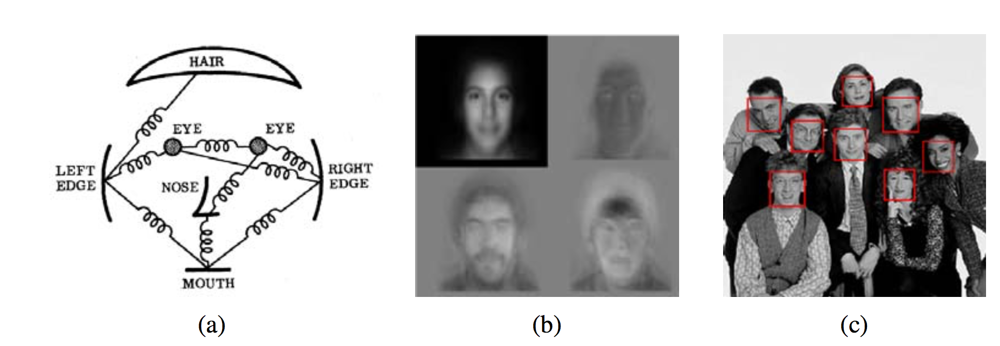 HAIR
EYE
EYE
LEFT
EDGE
NOSE
RIGHT
EDGE
MOUTH
(a)
(b)
(c)